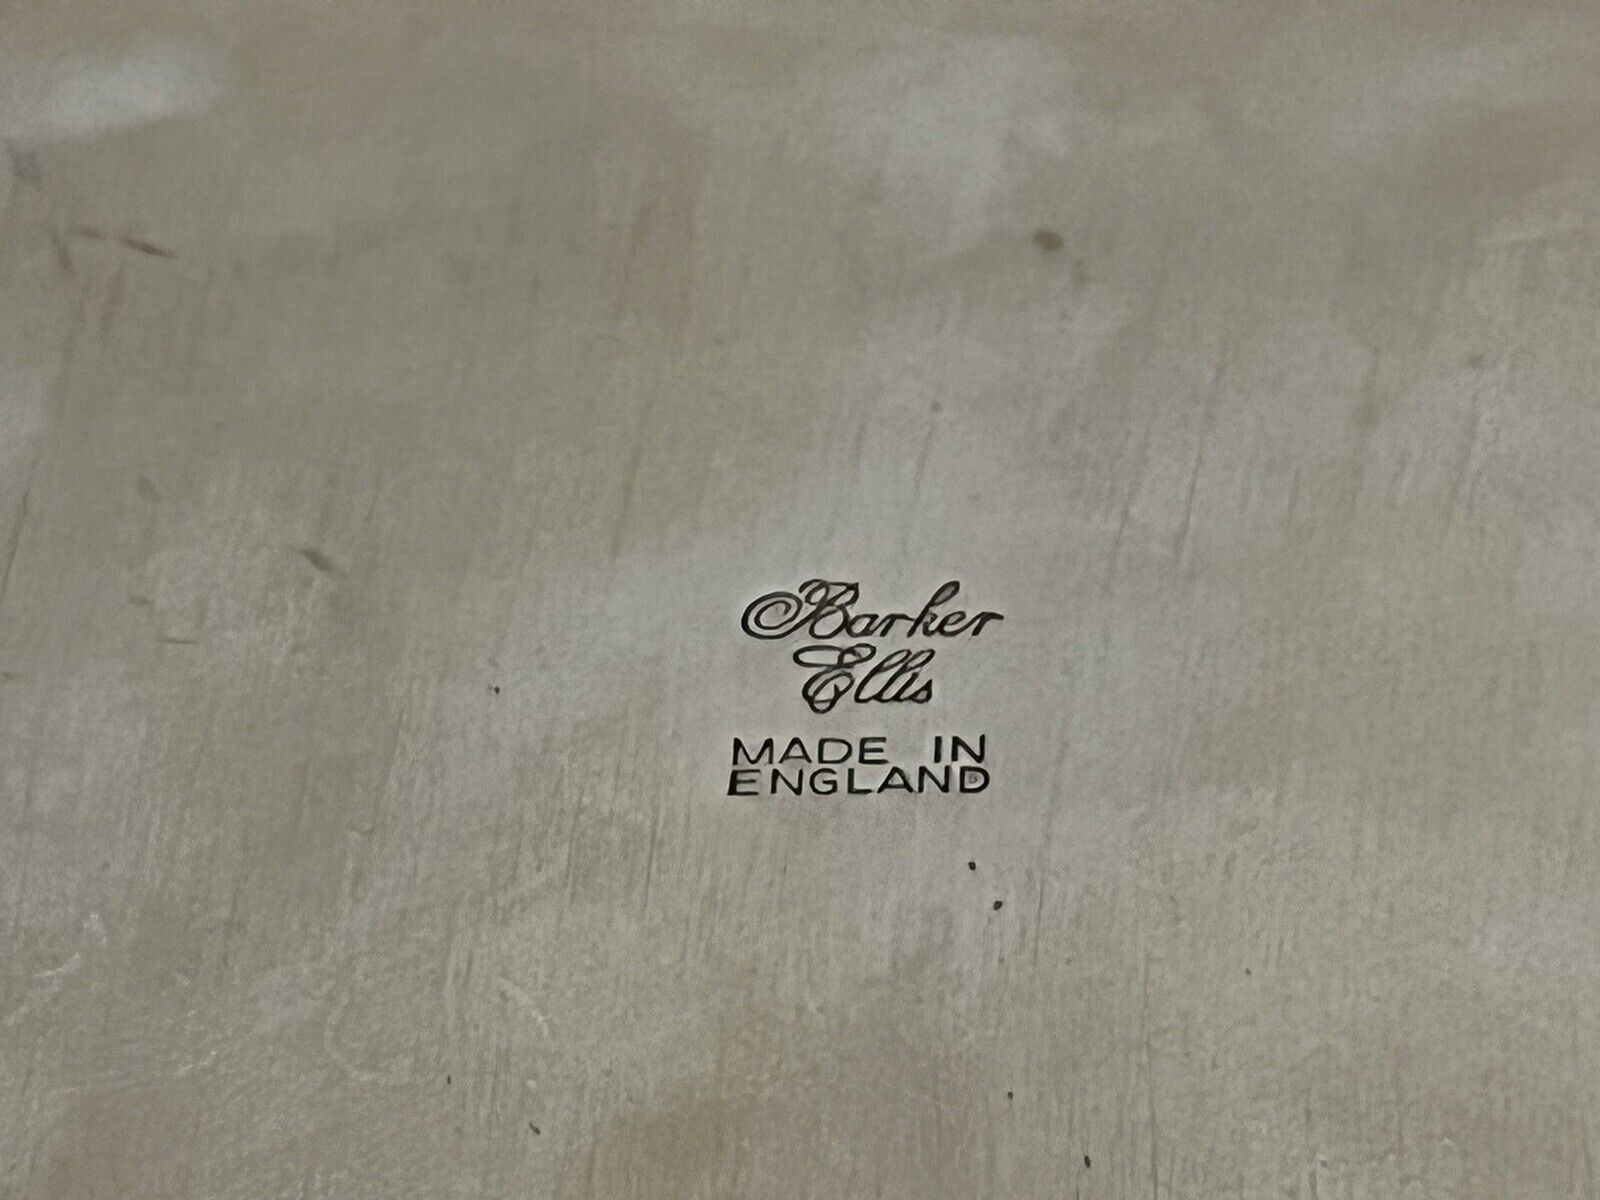 Barker
Ellis
MADE IN
ENGLAND